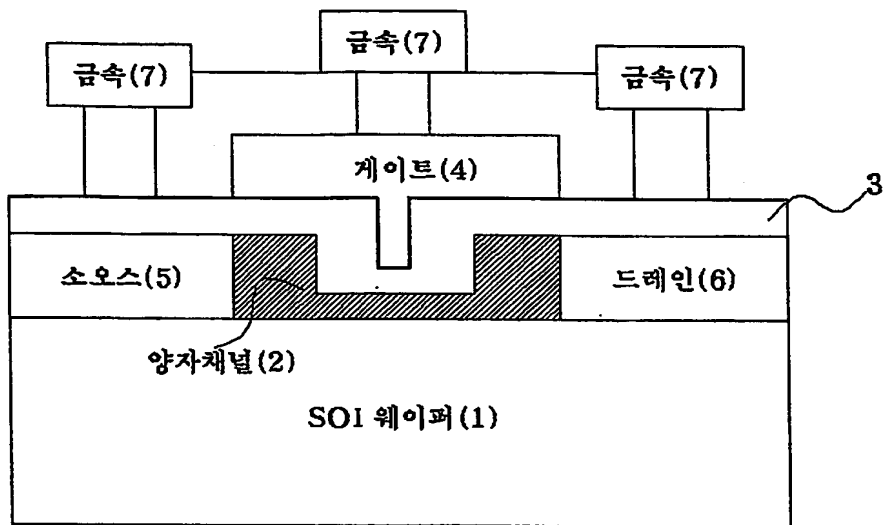 금속(7)
금속(7)
금속(7)
게이트(4)
3
소오스(5)
드레인(6)
양자채널(2)
SOI 웨이퍼(1)